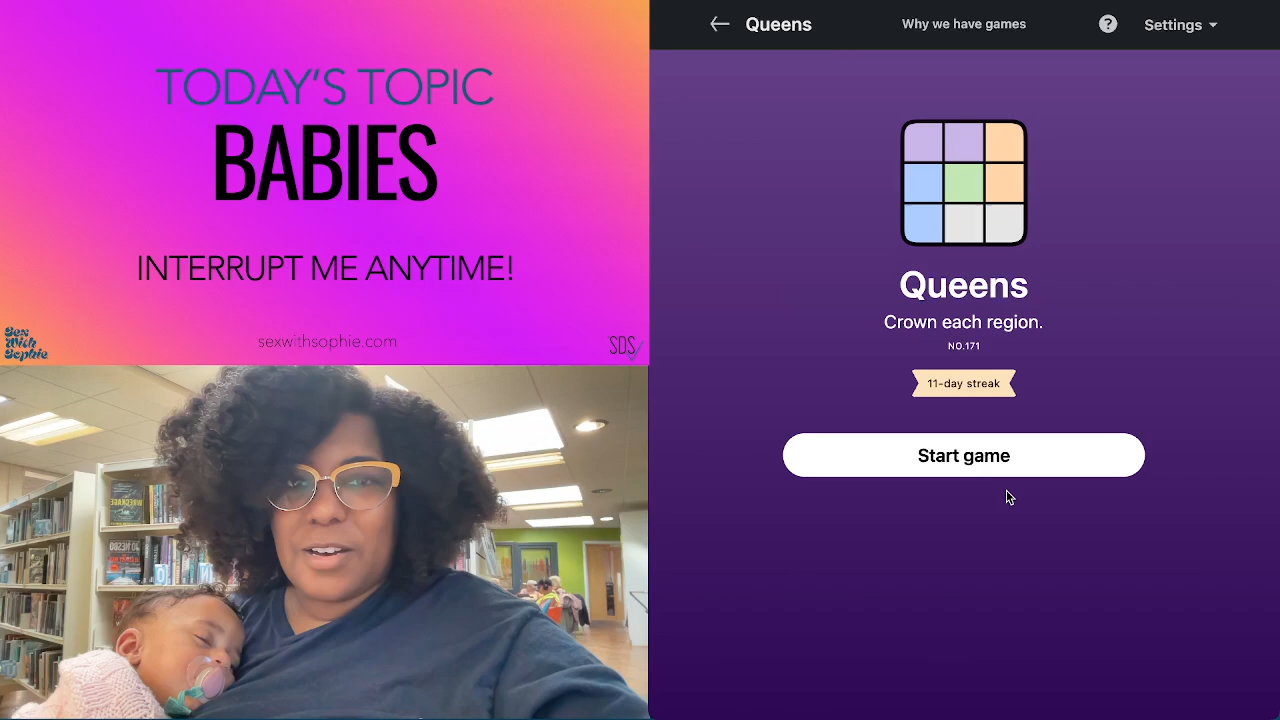 TODAY'S TOPIC
BABIES
INTERRUPT ME ANYTIME!
sexwithsophie.com
Sex
With
Sophie
SDS
Queens
Why we have games
?
Settings
Queens
Crown each region.
NO.171
11-day streak
Start game